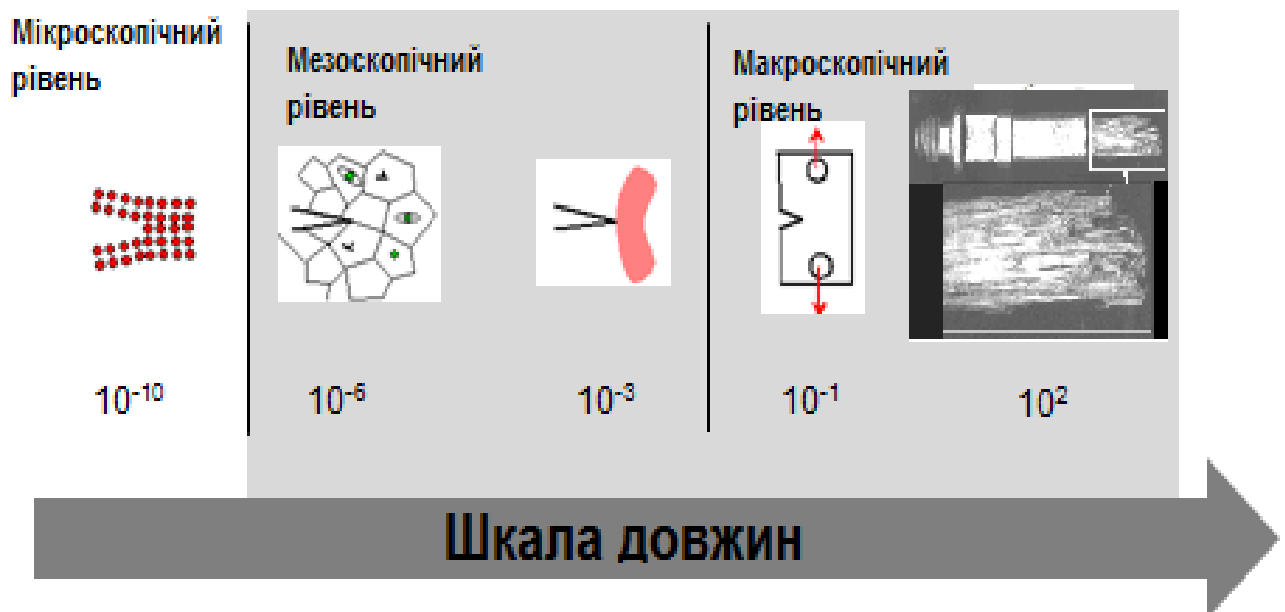 Мікроскопічний
рівень
Мезоскопічний
рівень
Макроскопічний
рівень
10⁻¹⁰
10⁻⁶
10⁻³
10⁻¹
10²
Шкала довжин